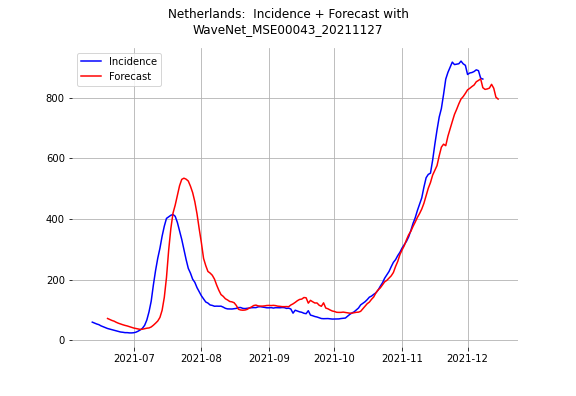 Netherlands:  Incidence + Forecast with
WaveNet_MSE00043_20211127
Incidence
Forecast
800
600
400
200
0
2021-07
2021-08
2021-09
2021-10
2021-11
2021-12